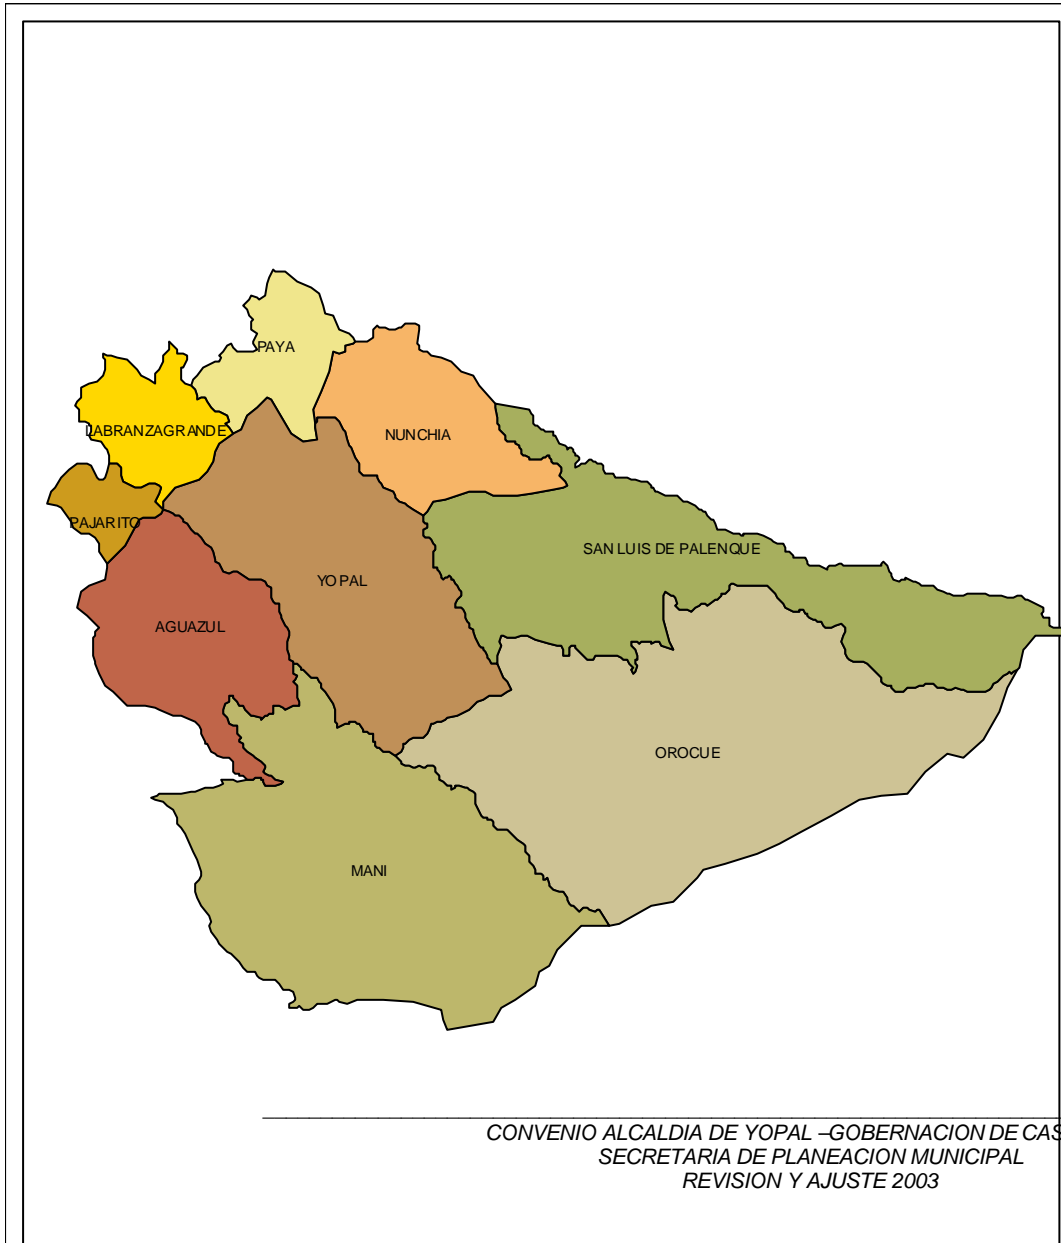 PAYA
LABRANZAGRANDE
NUNCHIA
PAJARITO
SAN LUIS DE PALENQUE
YOPAL
AGUAZUL
OROCUE
MANI
CONVENIO ALCALDIA DE YOPAL –GOBERNACION DE CAS
SECRETARIA DE PLANEACION MUNICIPAL
REVISION Y AJUSTE 2003